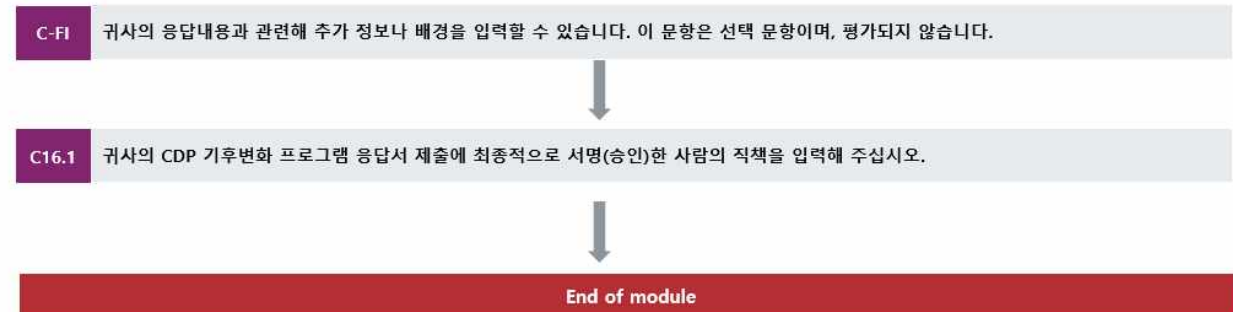 C-FI 귀사의 응답내용과 관련해 추가 정보나 배경을 입력할 수 있습니다. 이 문항은 선택 문항이며, 평가되지 않습니다.
C16.1 귀사의 CDP 기후변화 프로그램 응답서 제출에 최종적으로 서명(승인)한 사람의 직책을 입력해 주십시오.
End of module